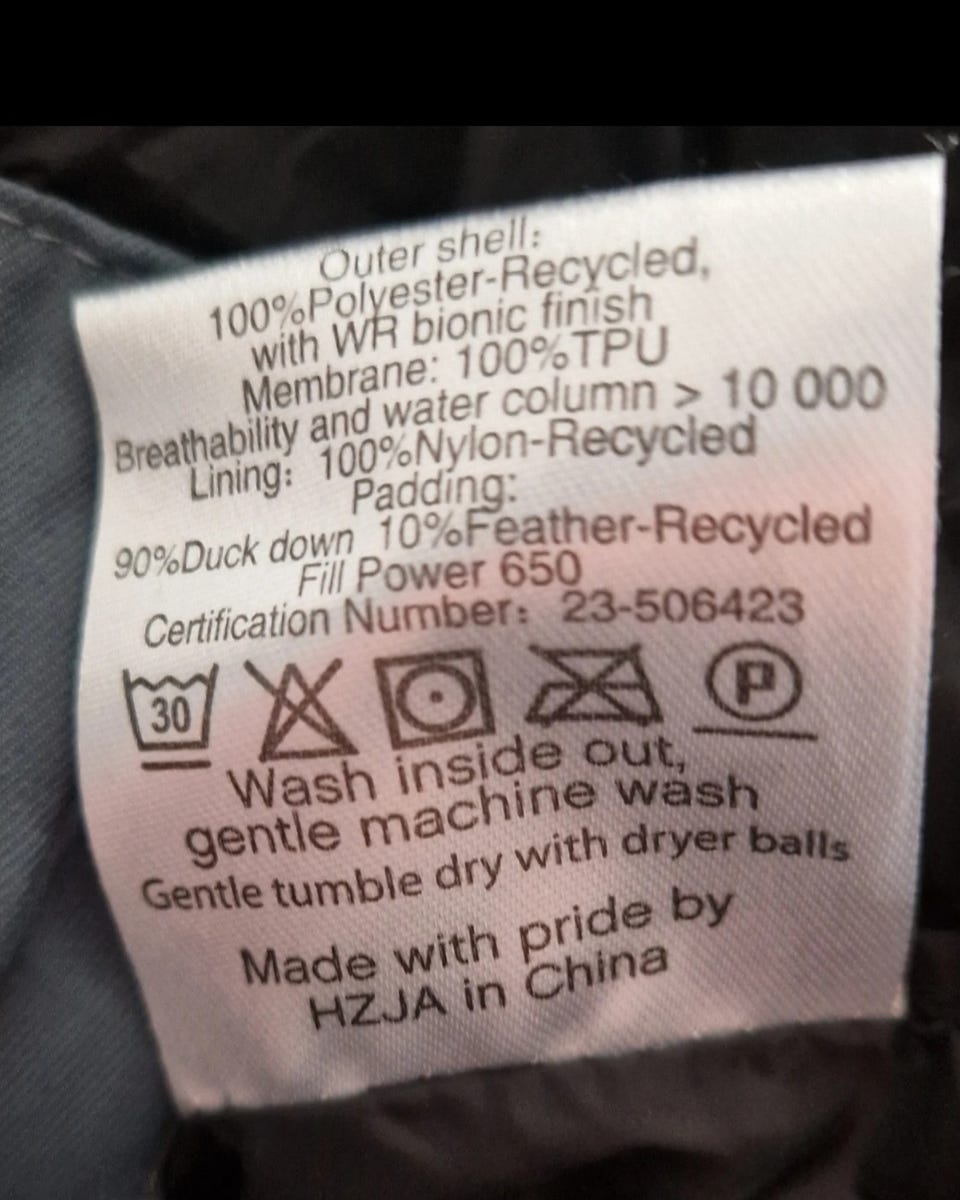 Outer shell:
100%Polyester-Recycled,
with WR bionic finish
Membrane: 100%TPU
Breathability and water column > 10 000
Lining: 100%Nylon-Recycled
Padding:
90%Duck down 10%Feather-Recycled
Fill Power 650
Certification Number: 23-506423
30 P
Wash inside out,
gentle machine wash
Gentle tumble dry with dryer balls
Made with pride by
HZJA in China